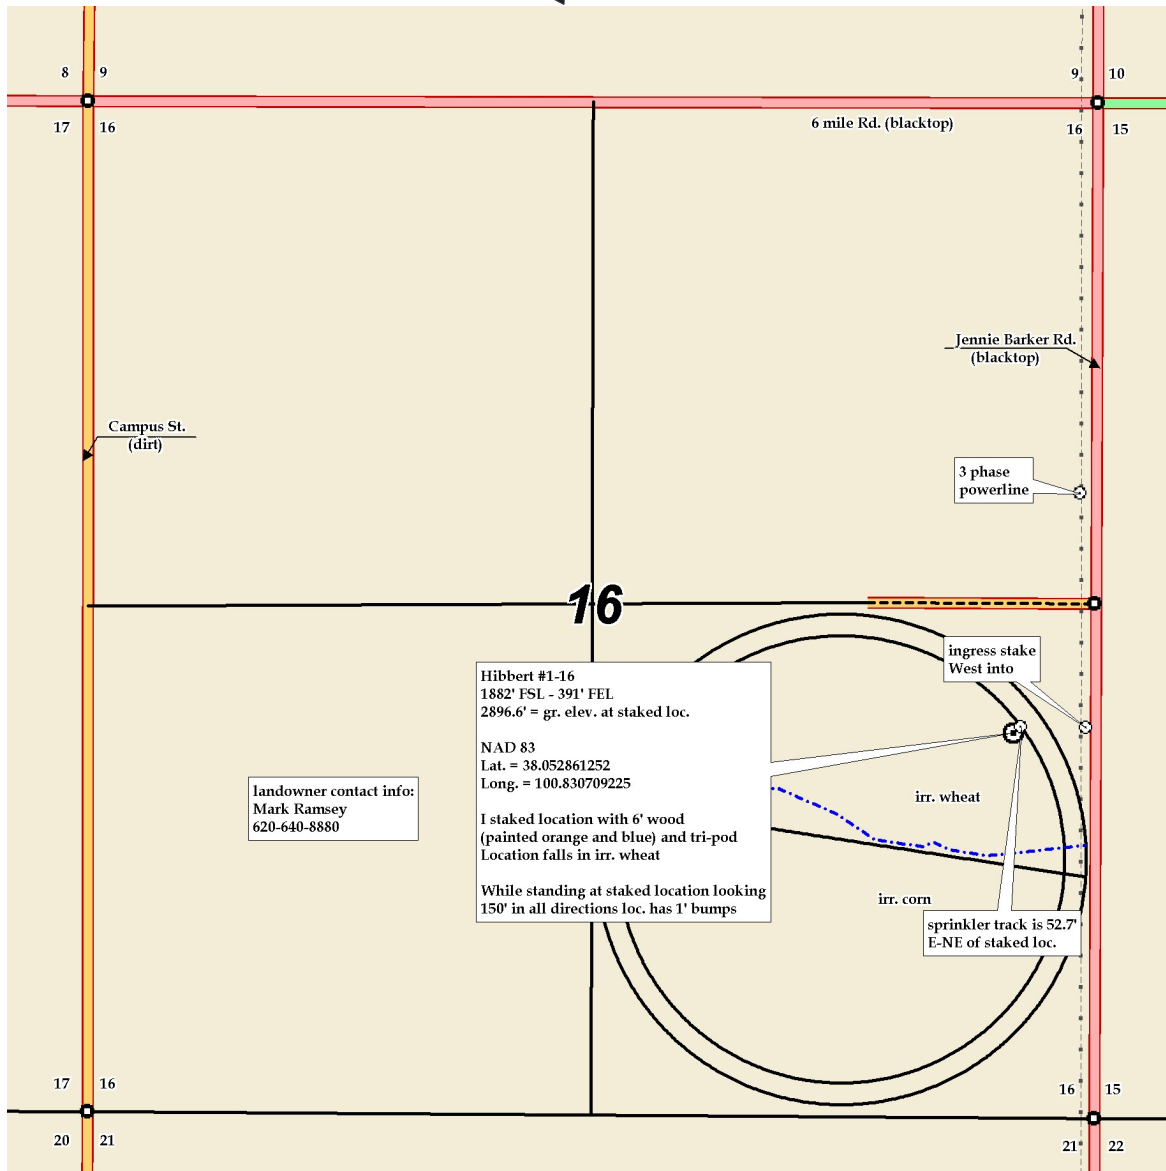 8 9
9 10
17 16
6 mile Rd. (blacktop)
16 15
Jennie Barker Rd.
(blacktop)
Campus St.
(dirt)
3 phase
powerline
16
ingress stake
West into
Hibbert #1-16
1882' FSL - 391' FEL
2896.6' = gr. elev. at staked loc.
NAD 83
Lat. = 38.052861252
Long. = 100.830709225
I staked location with 6' wood
(painted orange and blue) and tri-pod
Location falls in irr. wheat
While standing at staked location looking
150' in all directions loc. has 1' bumps
landowner contact info:
Mark Ramsey
620-640-8880
irr. wheat
irr. corn
sprinkler track is 52.7'
E-NE of staked loc.
17 16
16 15
20 21
21 22